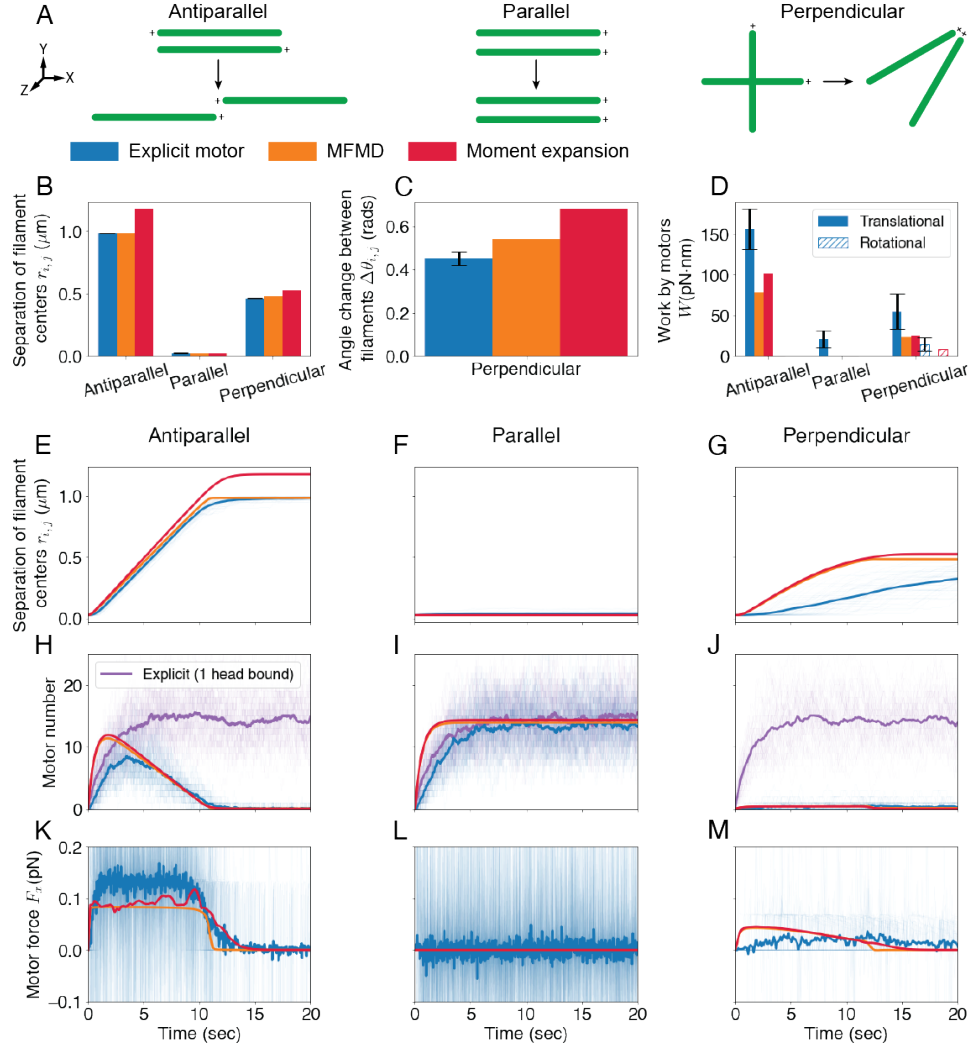 A
Antiparallel
Parallel
Perpendicular
+
+
+
+
+
+
+
+
+
+
+
+
Y
X
Z
Explicit motor
MFMD
Moment expansion
B
Separation of filament
centers r_{i,j} (μm)
1.0
0.5
0.0
Antiparallel
Parallel
Perpendicular
C
Angle change between
filaments Δθ_{i,j} (rads)
0.6
0.4
0.2
0.0
Perpendicular
D
Work by motors
W(pN·nm)
150
100
50
0
Translational
Rotational
Antiparallel
Parallel
Perpendicular
Antiparallel
Parallel
Perpendicular
E
F
G
Separation of filament
centers r_{i,j} (μm)
1.0
0.5
0.0
H
I
J
Motor number
20
10
0
Explicit (1 head bound)
K
L
M
Motor force F_x(pN)
0.2
0.1
0.0
−0.1
0 5 10 15 20
0 5 10 15 20
0 5 10 15 20
Time (sec)
Time (sec)
Time (sec)